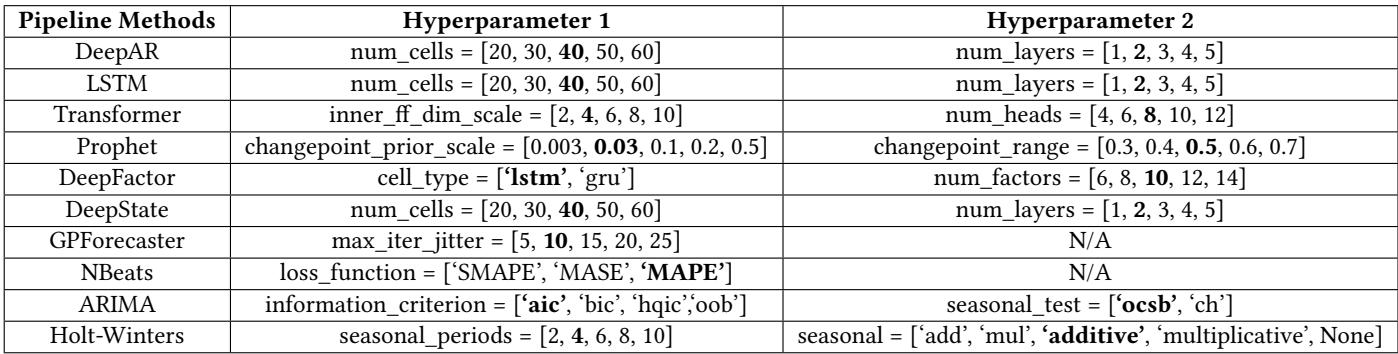 Pipeline Methods Hyperparameter 1 Hyperparameter 2
DeepAR num_cells = [20, 30, 40, 50, 60] num_layers = [1, 2, 3, 4, 5]
LSTM num_cells = [20, 30, 40, 50, 60] num_layers = [1, 2, 3, 4, 5]
Transformer inner_ff_dim_scale = [2, 4, 6, 8, 10] num_heads = [4, 6, 8, 10, 12]
Prophet changepoint_prior_scale = [0.003, 0.03, 0.1, 0.2, 0.5] changepoint_range = [0.3, 0.4, 0.5, 0.6, 0.7]
DeepFactor cell_type = [‘lstm’, ‘gru’] num_factors = [6, 8, 10, 12, 14]
DeepState num_cells = [20, 30, 40, 50, 60] num_layers = [1, 2, 3, 4, 5]
GPForecaster max_iter_jitter = [5, 10, 15, 20, 25] N/A
NBeats loss_function = [‘SMAPE’, ‘MASE’, ‘MAPE’] N/A
ARIMA information_criterion = [‘aic’, ‘bic’, ‘hqic’,‘oob’] seasonal_test = [‘ocsb’, ‘ch’]
Holt-Winters seasonal_periods = [2, 4, 6, 8, 10] seasonal = [‘add’, ‘mul’, ‘additive’, ‘multiplicative’, None]